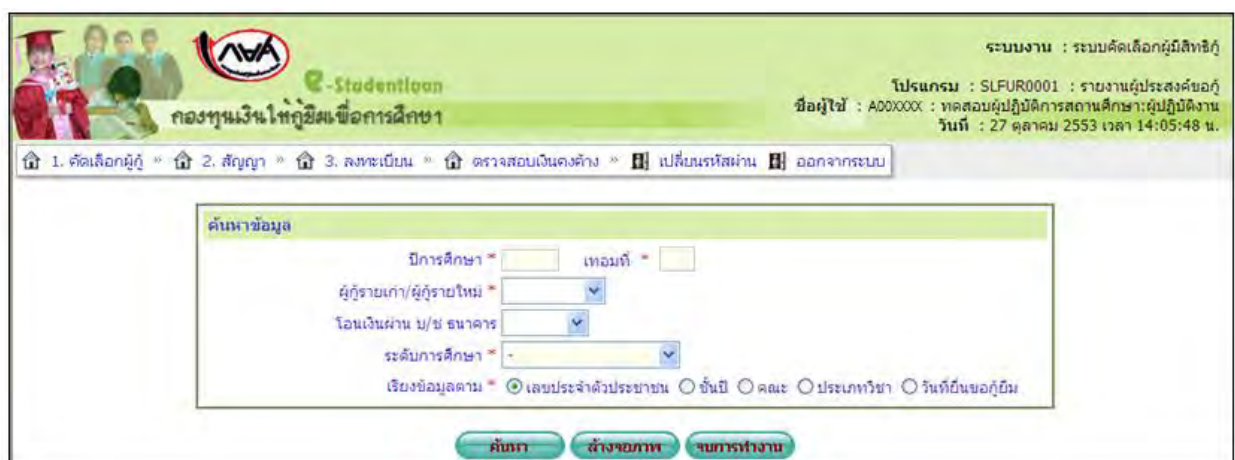 ระบบงาน : ระบบคัดเลือกผู้มีสิทธิกู้
กยศ
e-Studentloan
โปรแกรม : SLFUR0001 : รายงานผู้ประสงค์ขอกู้
กองทุนเงินให้กู้ยืมเพื่อการศึกษา
ชื่อผู้ใช้ : A00XXXX : ทดสอบผู้ปฏิบัติการสถานศึกษา:ผู้ปฏิบัติงาน
วันที่ : 27 ตุลาคม 2553 เวลา 14:05:48 น.
1. คัดเลือกผู้กู้ » 2. สัญญา » 3. ลงทะเบียน » ตรวจสอบเงินคงค้าง » เปลี่ยนรหัสผ่าน ออกจากระบบ
ค้นหาข้อมูล
ปีการศึกษา * เทอมที่ *
ผู้กู้รายเก่า/ผู้กู้รายใหม่ *
โอนเงินผ่าน บ/ช ธนาคาร
ระดับการศึกษา * -
เรียงข้อมูลตาม * เลขประจำตัวประชาชน ชั้นปี คณะ ประเภทวิชา วันที่ยื่นขอกู้ยืม
ค้นหา ล้างจอภาพ จบการทำงาน